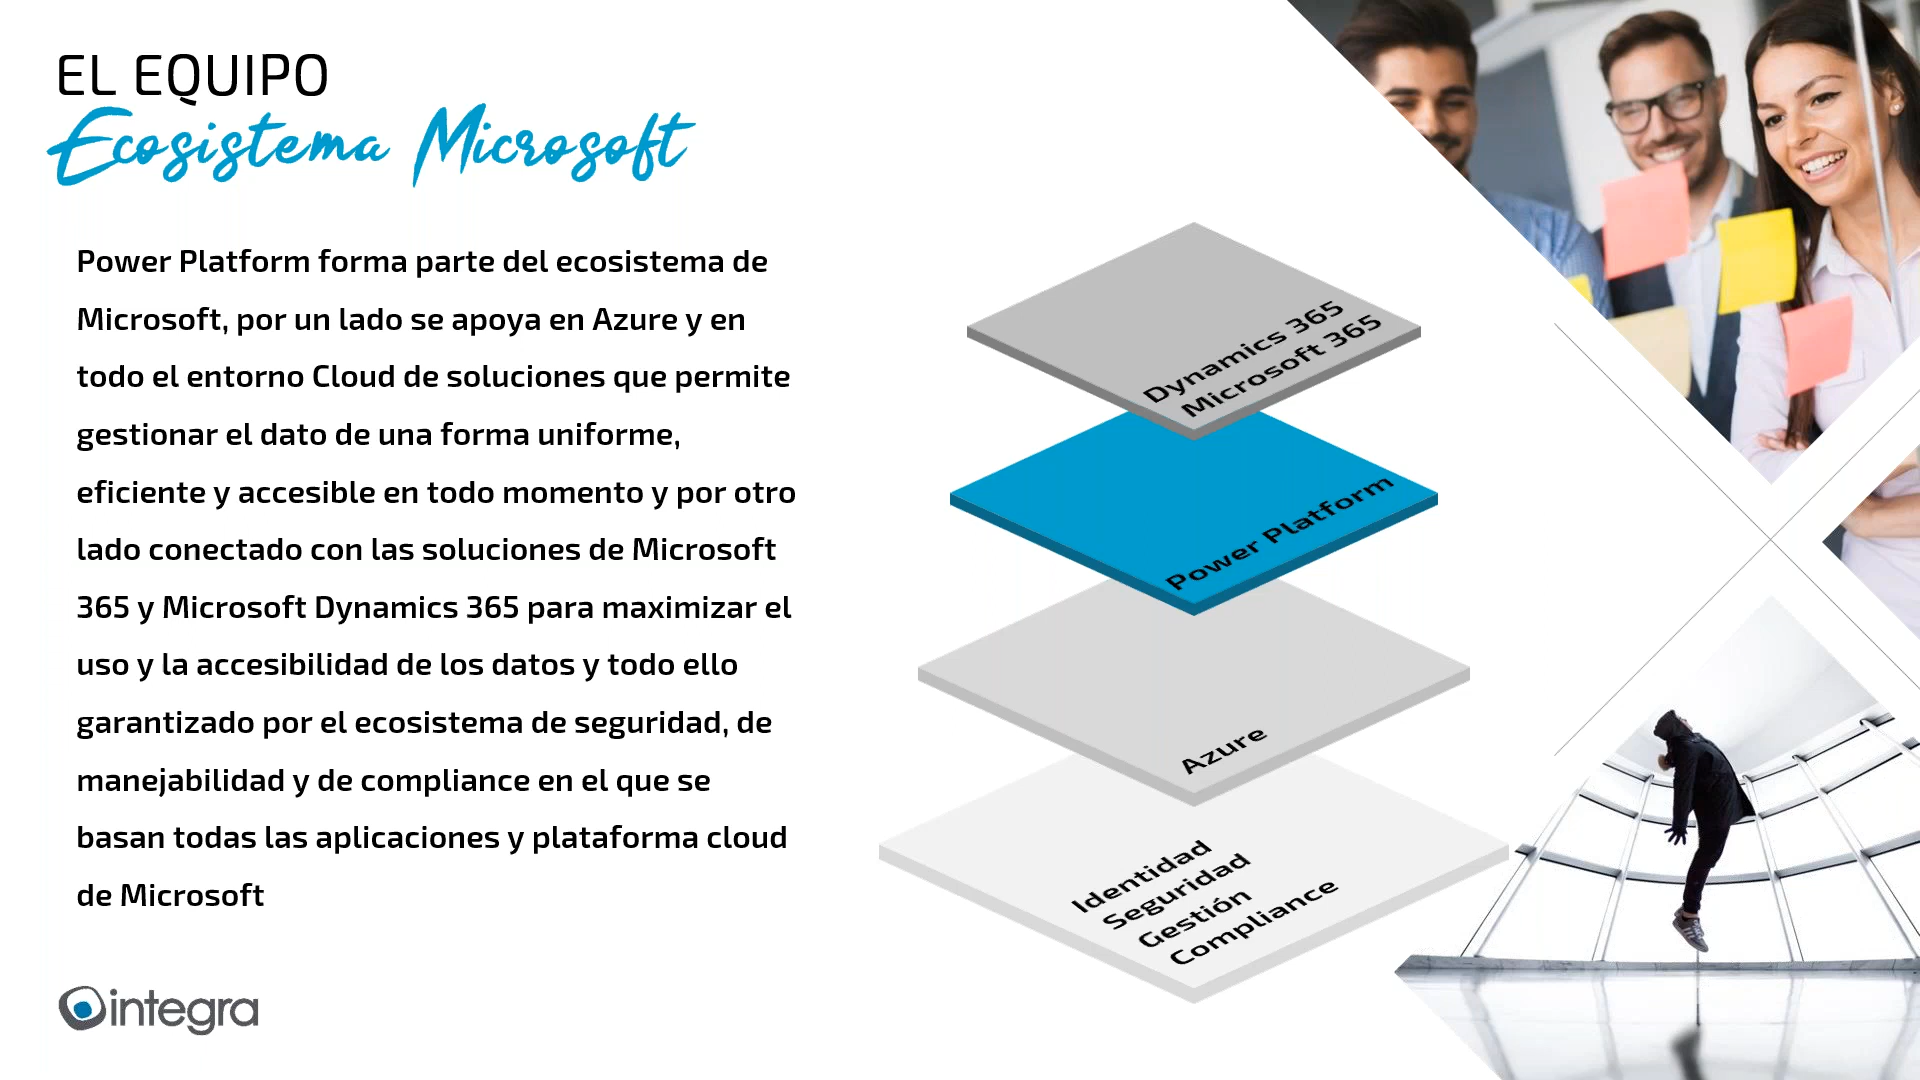 EL EQUIPO
Ecosistema Microsoft
Power Platform forma parte del ecosistema de
Microsoft, por un lado se apoya en Azure y en
todo el entorno Cloud de soluciones que permite
gestionar el dato de una forma uniforme,
eficiente y accesible en todo momento y por otro
lado conectado con las soluciones de Microsoft
365 y Microsoft Dynamics 365 para maximizar el
uso y la accesibilidad de los datos y todo ello
garantizado por el ecosistema de seguridad, de
manejabilidad y de compliance en el que se
basan todas las aplicaciones y plataforma cloud
de Microsoft
Dynamics 365
Microsoft 365
Power Platform
Azure
Identidad
Seguridad
Gestión
Compliance
integra